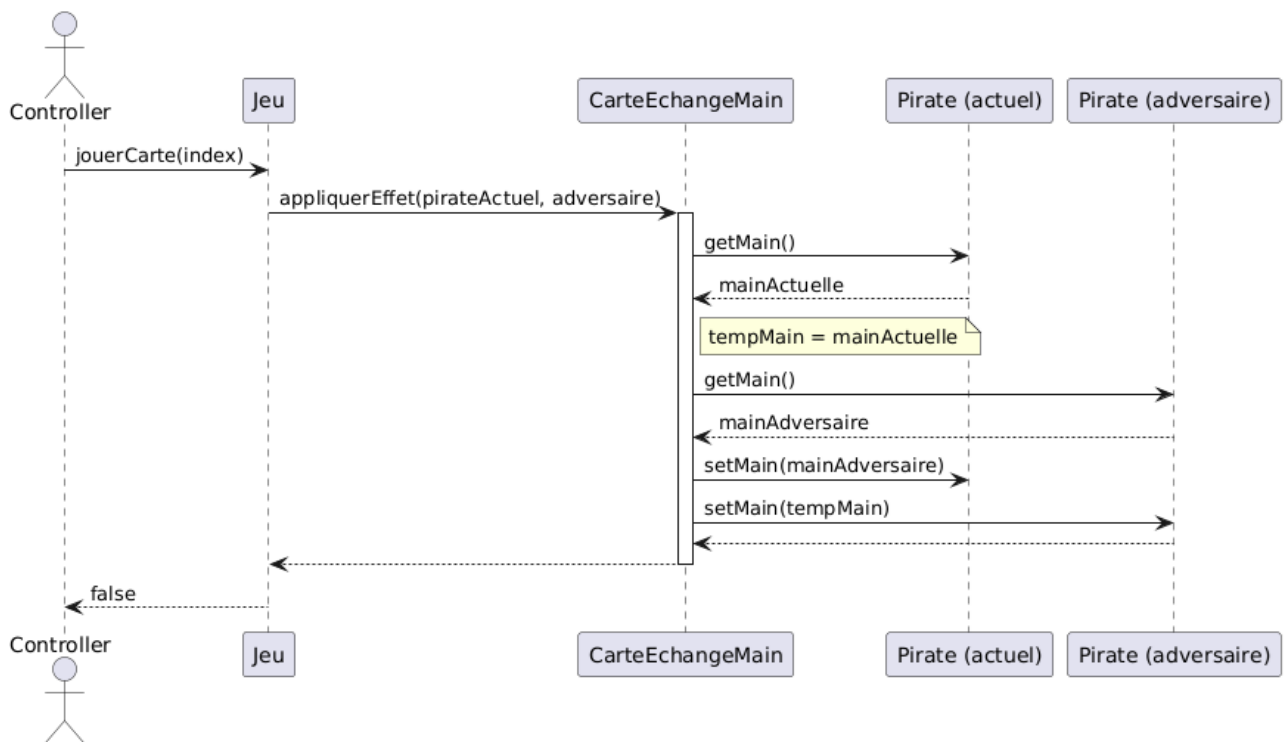 Controller
Jeu
CarteEchangeMain
Pirate (actuel)
Pirate (adversaire)
jouerCarte(index)
appliquerEffet(pirateActuel, adversaire)
getMain()
mainActuelle
tempMain = mainActuelle
getMain()
mainAdversaire
setMain(mainAdversaire)
setMain(tempMain)
false
Controller
Jeu
CarteEchangeMain
Pirate (actuel)
Pirate (adversaire)